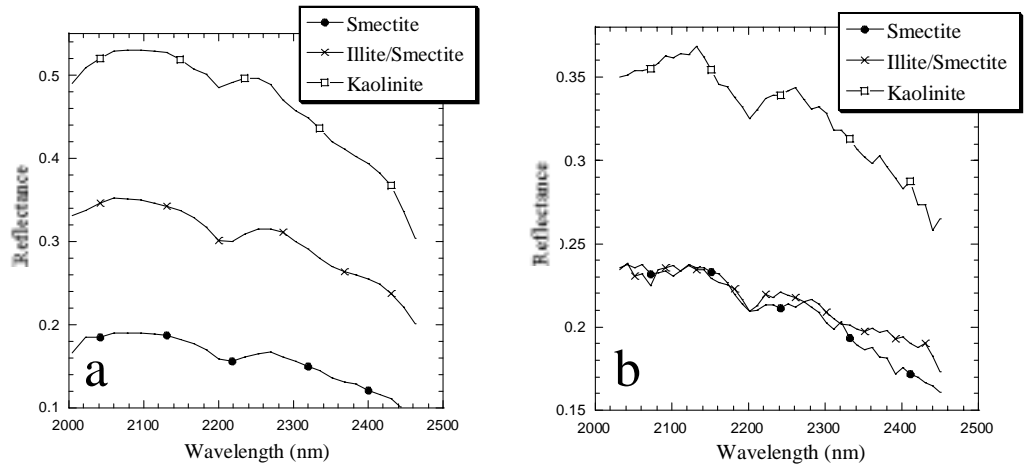 Smectite
Illite/Smectite
Kaolinite
0.5
0.4
0.3
0.2
0.1
Reflectance
a
2000 2100 2200 2300 2400 2500
Wavelength (nm)
Smectite
Illite/Smectite
Kaolinite
0.35
0.3
0.25
0.2
0.15
Reflectance
b
2000 2100 2200 2300 2400 2500
Wavelength (nm)